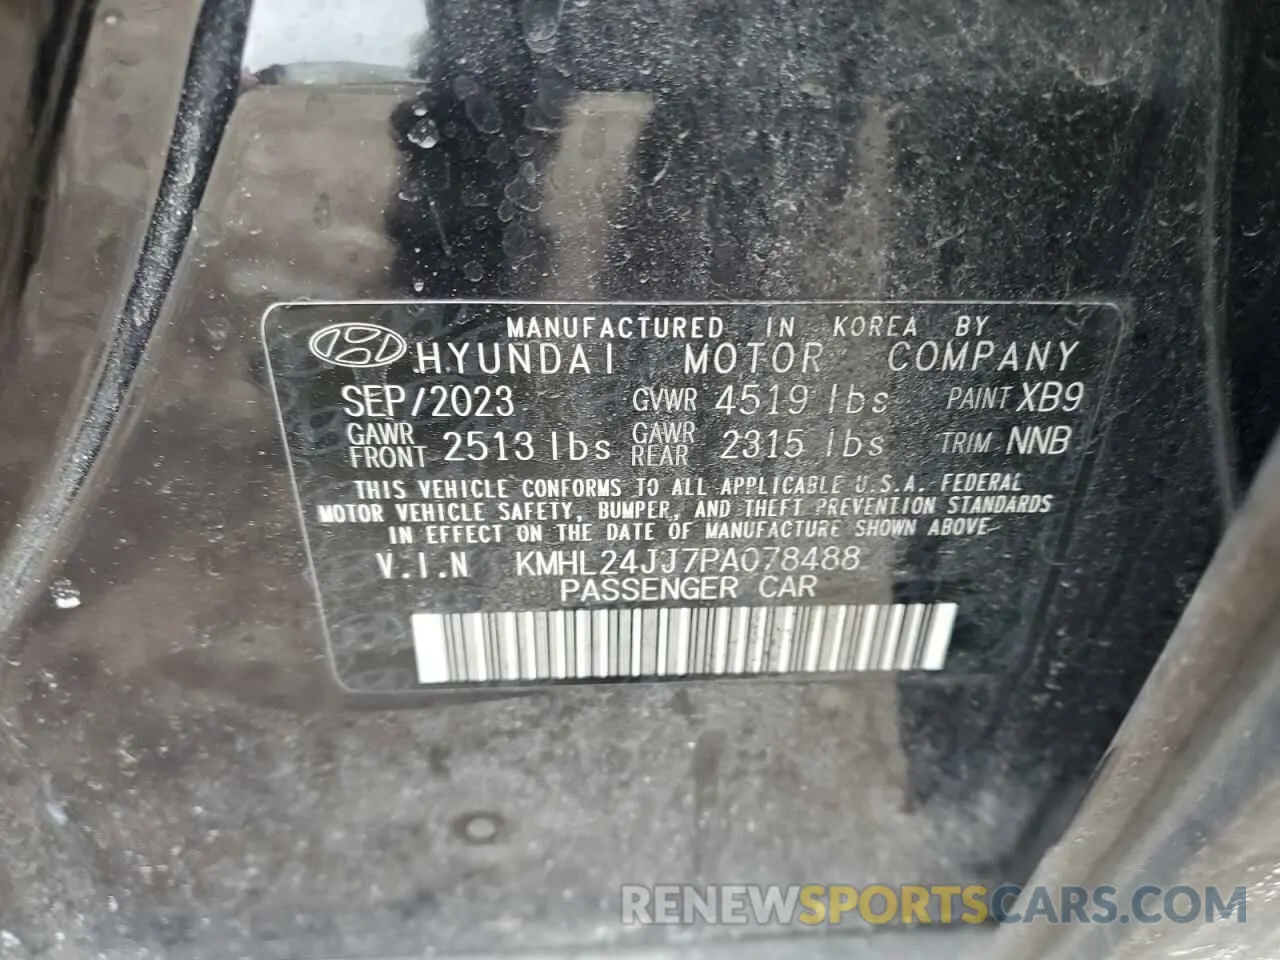 MANUFACTURED IN KOREA BY
HYUNDAI MOTOR COMPANY
SEP/2023 GVWR 4519 lbs PAINT XB9
GAWR FRONT 2513 lbs GAWR REAR 2315 lbs TRIM NNB
THIS VEHICLE CONFORMS TO ALL APPLICABLE U.S.A. FEDERAL
MOTOR VEHICLE SAFETY, BUMPER, AND THEFT PREVENTION STANDARDS
IN EFFECT ON THE DATE OF MANUFACTURE SHOWN ABOVE
V.I.N KMHL24JJ7PA078488
PASSENGER CAR
RENEWSPORTSCARS.COM